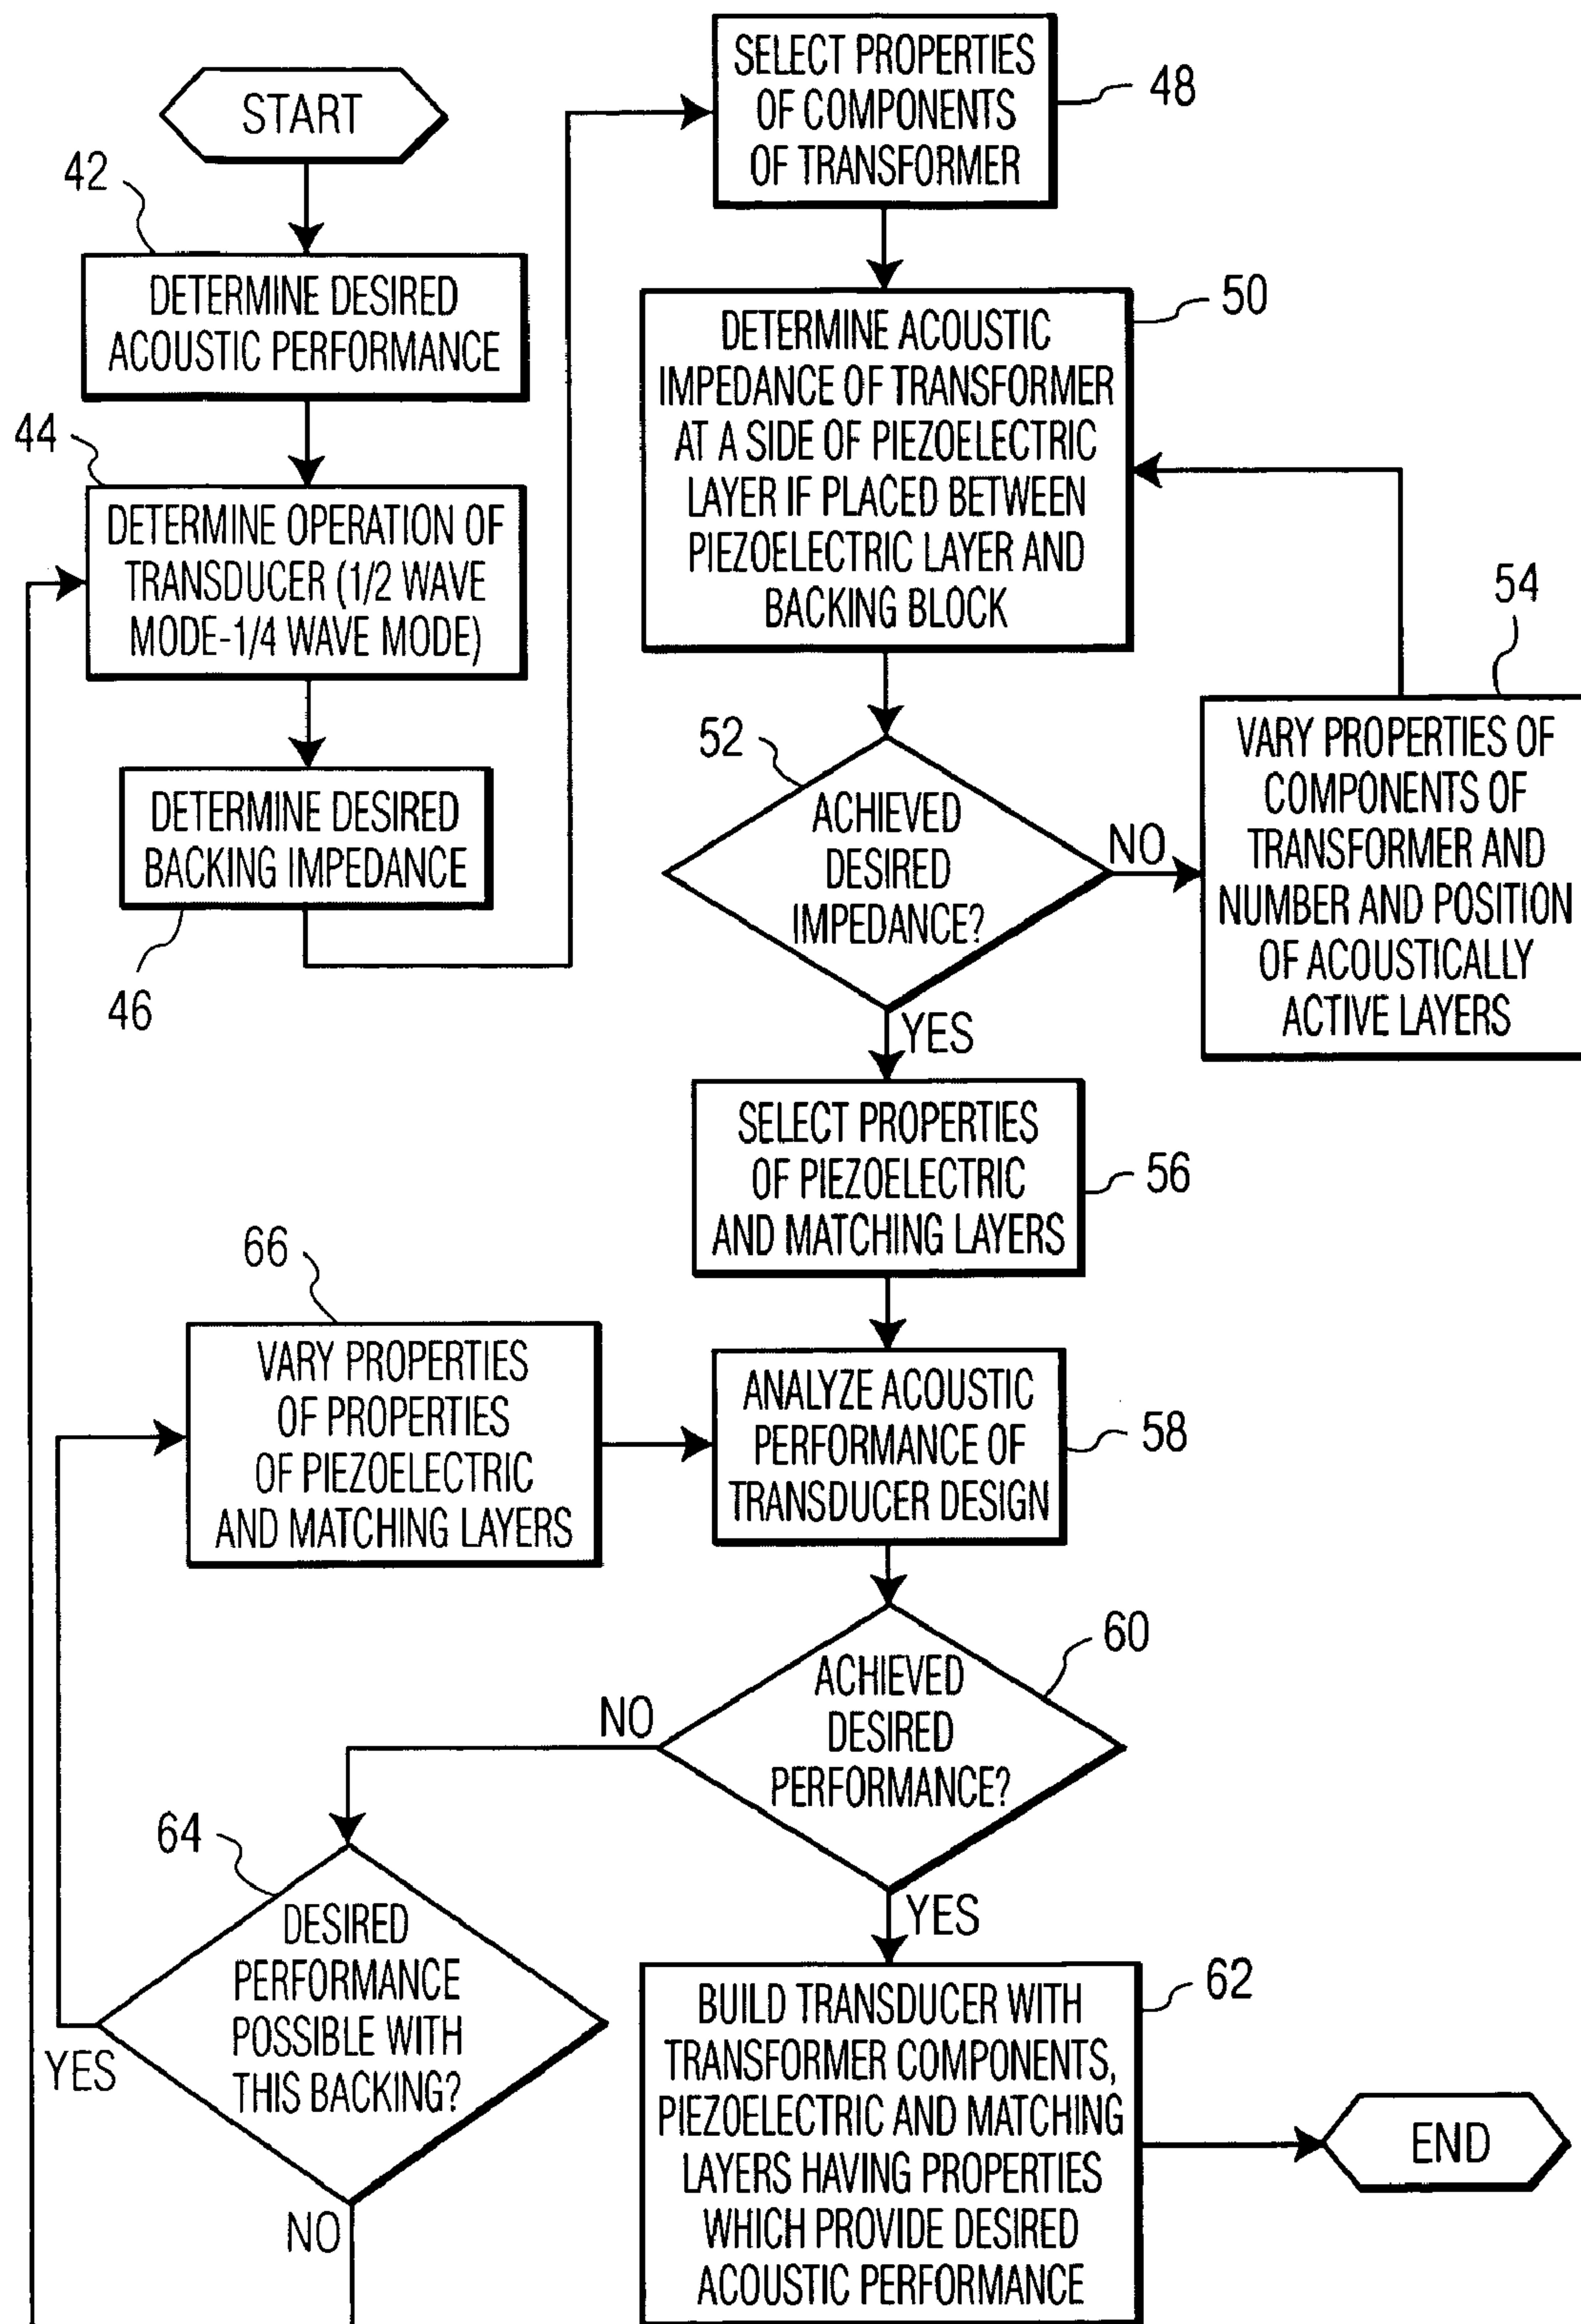 START
42
DETERMINE DESIRED
ACOUSTIC PERFORMANCE
44
DETERMINE OPERATION OF
TRANSDUCER (1/2 WAVE
MODE-1/4 WAVE MODE)
DETERMINE DESIRED
BACKING IMPEDANCE
46
SELECT PROPERTIES
OF COMPONENTS
OF TRANSFORMER
48
DETERMINE ACOUSTIC
IMPEDANCE OF TRANSFORMER
AT A SIDE OF PIEZOELECTRIC
LAYER IF PLACED BETWEEN
PIEZOELECTRIC LAYER AND
BACKING BLOCK
50
52
ACHIEVED
DESIRED
IMPEDANCE?
NO
54
VARY PROPERTIES OF
COMPONENTS OF
TRANSFORMER AND
NUMBER AND POSITION
OF ACOUSTICALLY
ACTIVE LAYERS
YES
SELECT PROPERTIES
OF PIEZOELECTRIC
AND MATCHING LAYERS
56
66
VARY PROPERTIES
OF PROPERTIES
OF PIEZOELECTRIC
AND MATCHING LAYERS
ANALYZE ACOUSTIC
PERFORMANCE OF
TRANSDUCER DESIGN
58
60
ACHIEVED
DESIRED
PERFORMANCE?
NO
64
DESIRED
PERFORMANCE
POSSIBLE WITH
THIS BACKING?
YES
NO
YES
BUILD TRANSDUCER WITH
TRANSFORMER COMPONENTS,
PIEZOELECTRIC AND MATCHING
LAYERS HAVING PROPERTIES
WHICH PROVIDE DESIRED
ACOUSTIC PERFORMANCE
62
END